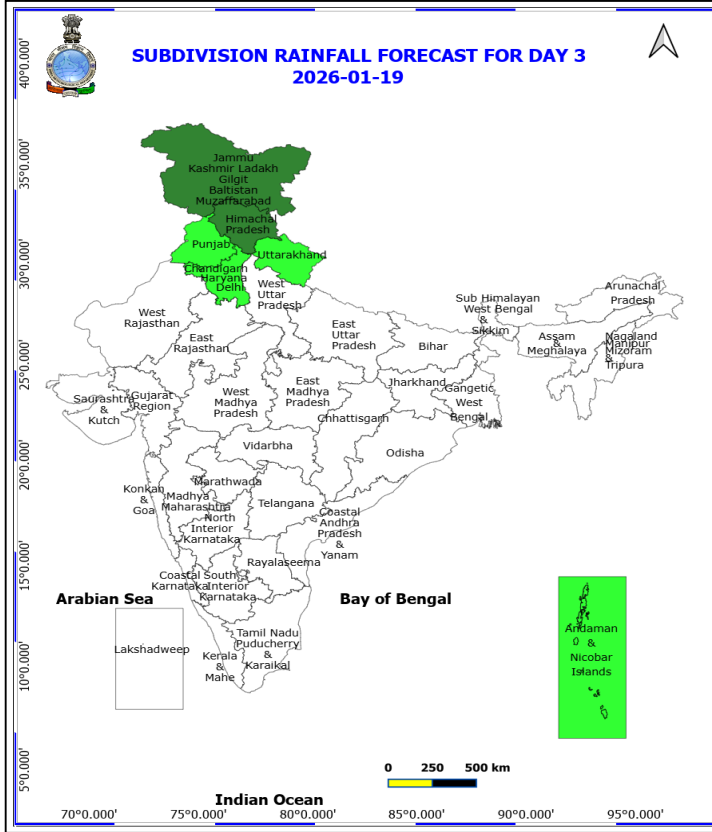 SUBDIVISION RAINFALL FORECAST FOR DAY 3
2026-01-19
40°0.000'
35°0.000'
30°0.000'
25°0.000'
20°0.000'
15°0.000'
10°0.000'
5°0.000'
Jammu
Kashmir Ladakh
Gilgit
Baltistan
Muzaffarabad
Himachal
Pradesh
Punjab
Uttarakhand
Chandigarh
Haryana
Delhi
West
Uttar
Pradesh
Arunachal
Pradesh
Sub Himalayan
West Bengal
&
Sikkim
West
Rajasthan
East
Rajasthan
East
Uttar
Pradesh
Bihar
Assam
&
Meghalaya
Nagaland
Manipur
Mizoram
&
Tripura
Saurashtra
&
Kutch
Gujarat
Region
West
Madhya
Pradesh
East
Madhya
Pradesh
Jharkhand
Gangetic
West
Bengal
Chhattisgarh
Vidarbha
Odisha
Konkan
&
Goa
Madhya
Maharashtra
Marathwada
Telangana
North
Interior
Karnataka
Coastal
Andhra
Pradesh
&
Yanam
Rayalaseema
Coastal
Karnataka
South
Interior
Karnataka
Arabian Sea
Bay of Bengal
Lakshadweep
Kerala
&
Mahe
Tamil Nadu
Puducherry
&
Karaikal
Andaman
&
Nicobar
Islands
0 250 500 km
Indian Ocean
70°0.000' 75°0.000' 80°0.000' 85°0.000' 90°0.000' 95°0.000'